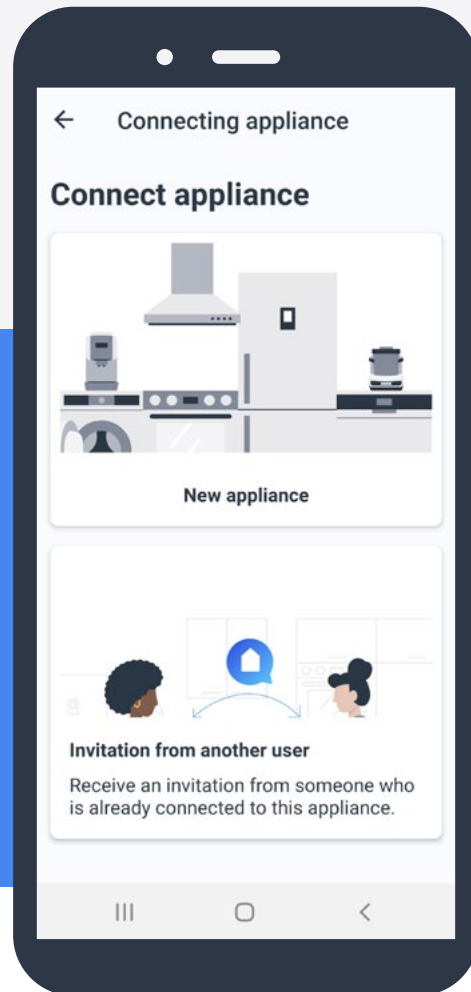 Connecting appliance
Connect appliance
New appliance
Invitation from another user
Receive an invitation from someone who
is already connected to this appliance.